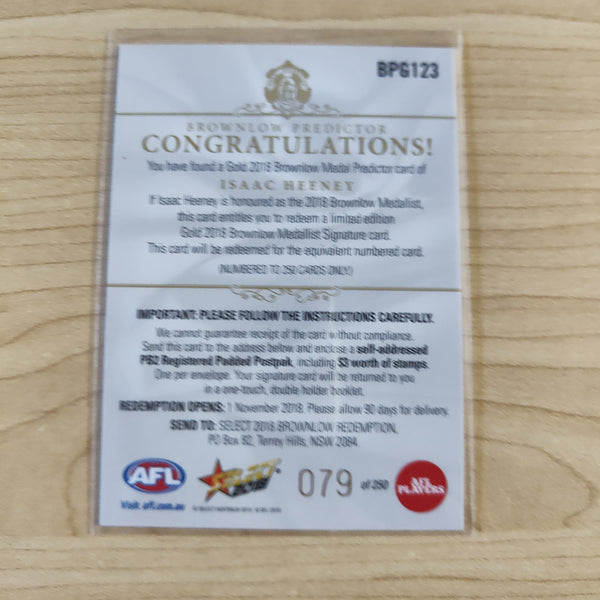 BPG123
BROWNLOW PREDICTOR
CONGRATULATIONS!
You have found a Gold 2018 Brownlow Medal Predictor card of
ISAAC HEENEY
If Isaac Heeney is honoured as the 2018 Brownlow Medallist,
this card entitles you to redeem a limited edition
Gold 2018 Brownlow Medallist Signature card.
This card will be redeemed for the equivalent numbered card.
(NUMBERED TO 250 CARDS ONLY)
IMPORTANT: PLEASE FOLLOW THE INSTRUCTIONS CAREFULLY.
We cannot guarantee receipt of the card without compliance.
Send this card to the address below and enclose a self-addressed
PB2 Registered Padded Postpak, including $3 worth of stamps.
One per envelope. Your signature card will be returned to you
in a one-touch, double holder booklet.
REDEMPTION OPENS: 1 November 2018. Please allow 90 days for delivery.
SEND TO: SELECT 2018 BROWNLOW REDEMPTION,
PO Box 92, Terrey Hills, NSW 2084.
AFL
SELECT
2018
079 of 250
AFL
PLAYERS
Visit afl.com.au